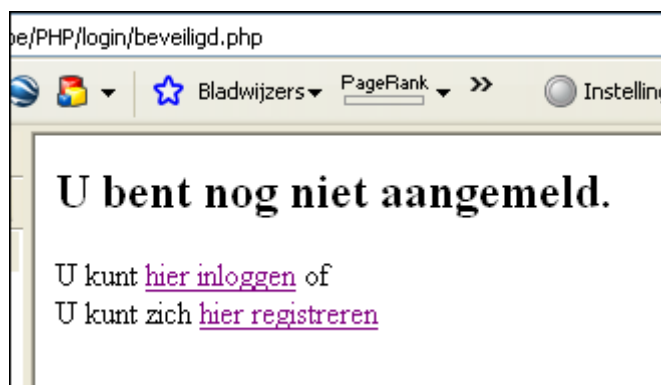 be/PHP/login/beveiligd.php
Bladwijzers PageRank Instelling
U bent nog niet aangemeld.
U kunt hier inloggen of
U kunt zich hier registreren